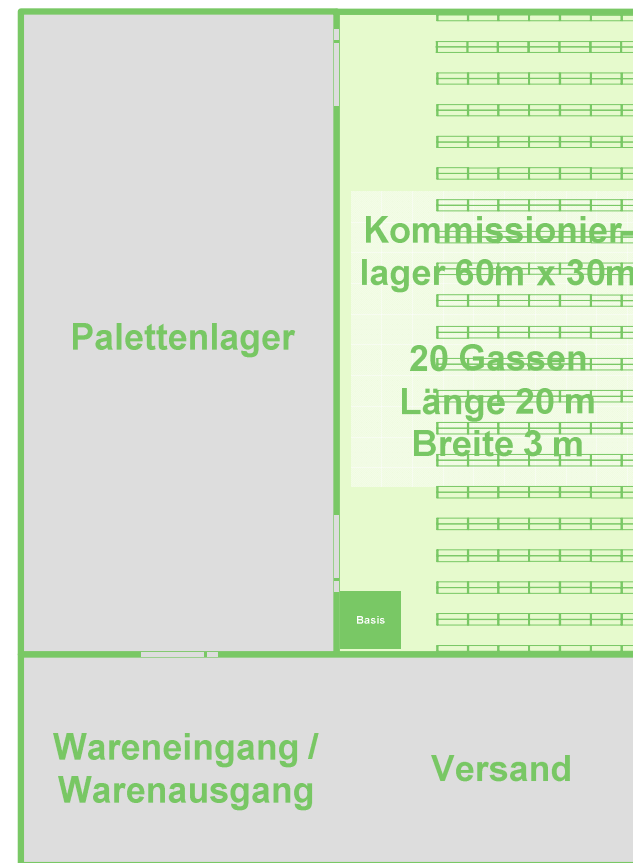 Kommissionier-
lager 60m x 30m
Palettenlager
20 Gassen
Länge 20 m
Breite 3 m
Basis
Wareneingang /
Warenausgang
Versand